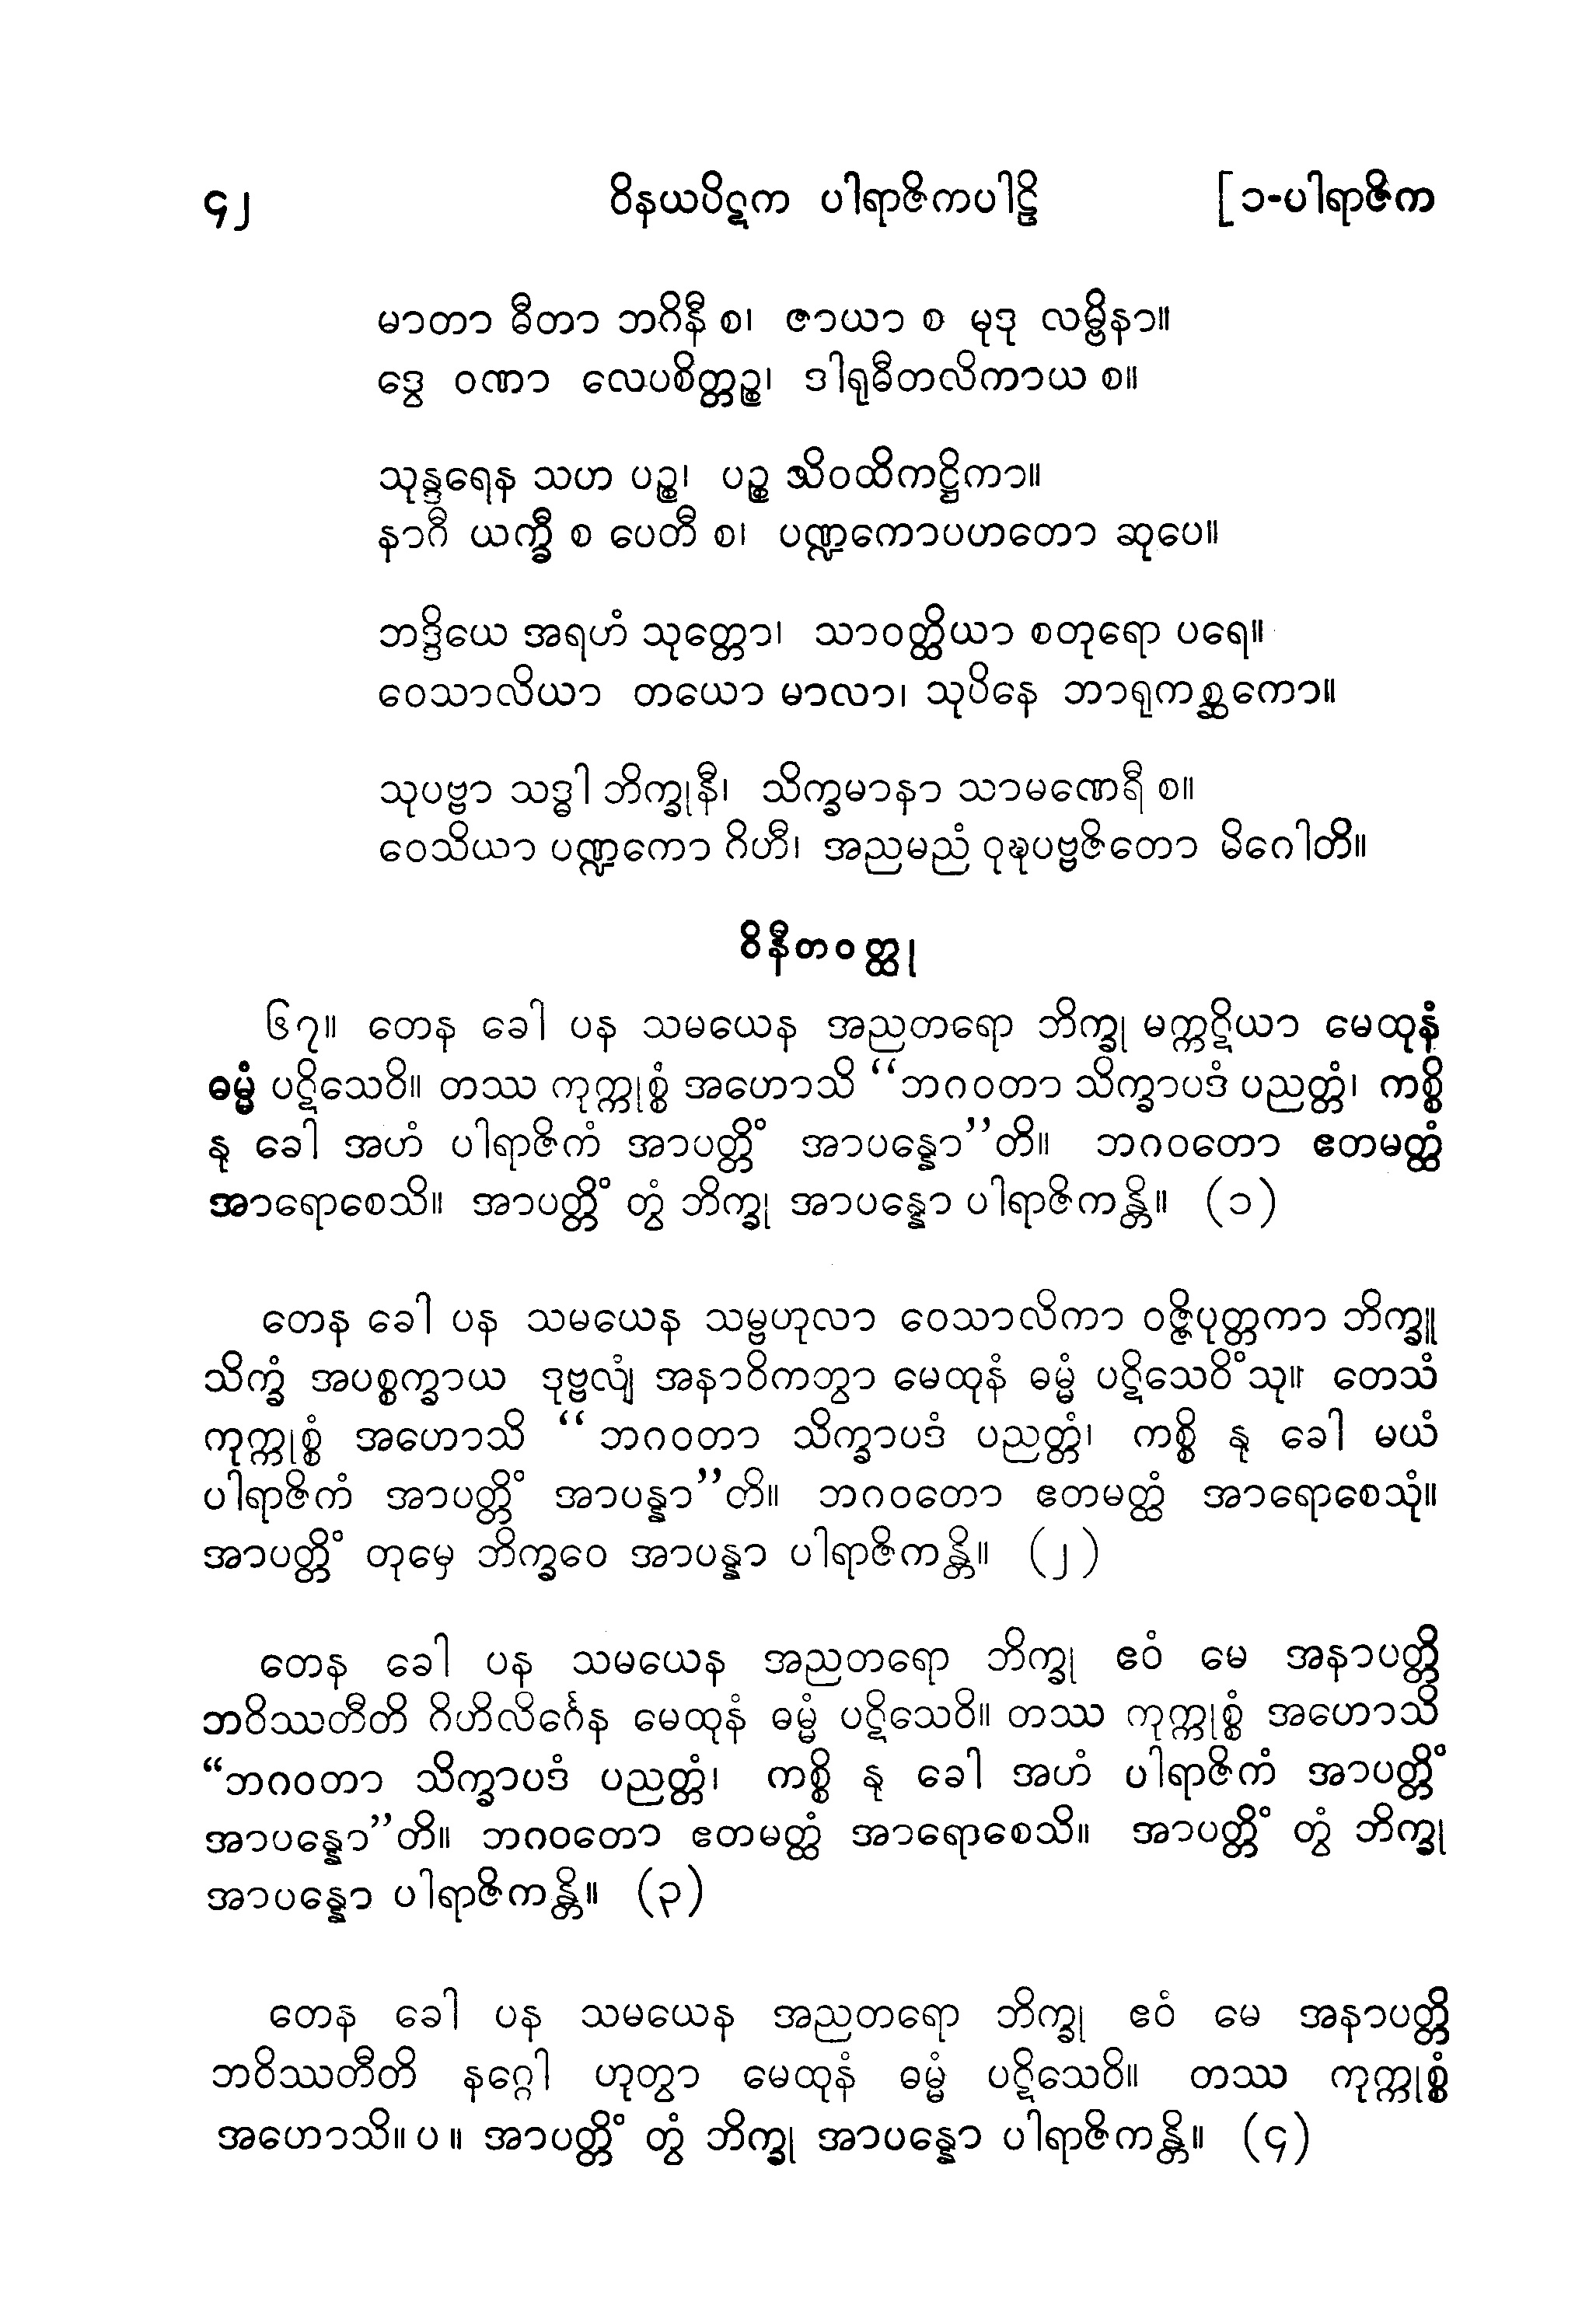 ၄၂ ဝိနယပိဋက ပါရာဇိကပါဠိ [ ၁-ပါရာဇိက
မာတာ ဓီတာ ဘဂိနီ စ၊ ဇာယာ စ မုဒု လမ္ဗိနာ။
ဒွေ ဝဏာ လေပစိတ္တဉ္စ၊ ဒါရုဓီတလိကာယ စ။
သုန္ဒရေန သဟ ပဉ္စ၊ ပဉ္စ သိဝထိကဋ္ဌိကာ။
နာဂီ ယက္ခီ စ ပေတီ စ၊ ပဏ္ဍကောပဟတော ဆုပေ။
ဘဒ္ဒိယေ အရဟံ သုတ္တော၊ သာဝတ္ထိယာ စတုရော ပရေ။
ဝေသာလိယာ တယော မာလာ၊ သုပိနေ ဘာရုကစ္ဆကော။
သုပဗ္ဗာ သဒ္ဓါ ဘိက္ခုနီ၊ သိက္ခမာနာ သာမဏေရီ စ။
ဝေသိယာ ပဏ္ဍကော ဂိဟီ၊ အညမညံ ဝုဍ္ဎပဗ္ဗဇိတော မိဂေါတိ။
ဝိနီတဝတ္ထု
၆၇။ တေန ခေါ ပန သမယေန အညတရော ဘိက္ခု မက္ကဋိယာ မေထုနံ
ဓမ္မံ ပဋိသေဝိ။ တဿ ကုက္ကုစ္စံ အဟောသိ “ဘဂဝတာ သိက္ခာပဒံ ပညတ္တံ၊ ကစ္စိ
နု ခေါ အဟံ ပါရာဇိကံ အာပတ္တိံ အာပန္နော”တိ။ ဘဂဝတော ဧတမတ္ထံ
အာရောစေသိ။ အာပတ္တိံ တွံ ဘိက္ခု အာပန္နော ပါရာဇိကန္တိ။ (၁)
တေန ခေါ ပန သမယေန သမ္ဗဟုလာ ဝေသာလိကာ ဝဇ္ဇိပုတ္တကာ ဘိက္ခူ
သိက္ခံ အပစ္စက္ခာယ ဒုဗ္ဗလျံ အနာဝိကတွာ မေထုနံ ဓမ္မံ ပဋိသေဝိံသု။ တေသံ
ကုက္ကုစ္စံ အဟောသိ “ဘဂဝတာ သိက္ခာပဒံ ပညတ္တံ၊ ကစ္စိ နု ခေါ မယံ
ပါရာဇိကံ အာပတ္တိံ အာပန္နာ”တိ။ ဘဂဝတော ဧတမတ္ထံ အာရောစေသုံ။
အာပတ္တိံ တုမှေ ဘိက္ခဝေ အာပန္နာ ပါရာဇိကန္တိ။ (၂)
တေန ခေါ ပန သမယေန အညတရော ဘိက္ခု ဧဝံ မေ အနာပတ္တိ
ဘဝိဿတီတိ ဂိဟိလိင်္ဂေန မေထုနံ ဓမ္မံ ပဋိသေဝိ။ တဿ ကုက္ကုစ္စံ အဟောသိ
“ဘဂဝတာ သိက္ခာပဒံ ပညတ္တံ၊ ကစ္စိ နု ခေါ အဟံ ပါရာဇိကံ အာပတ္တိံ
အာပန္နော”တိ။ ဘဂဝတော ဧတမတ္ထံ အာရောစေသိ။ အာပတ္တိံ တွံ ဘိက္ခု
အာပန္နော ပါရာဇိကန္တိ။ (၃)
တေန ခေါ ပန သမယေန အညတရော ဘိက္ခု ဧဝံ မေ အနာပတ္တိ
ဘဝိဿတီတိ နဂ္ဂေါ ဟုတွာ မေထုနံ ဓမ္မံ ပဋိသေဝိ။ တဿ ကုက္ကုစ္စံ
အဟောသိ။ ပ ။ အာပတ္တိံ တွံ ဘိက္ခု အာပန္နော ပါရာဇိကန္တိ။ (၄)